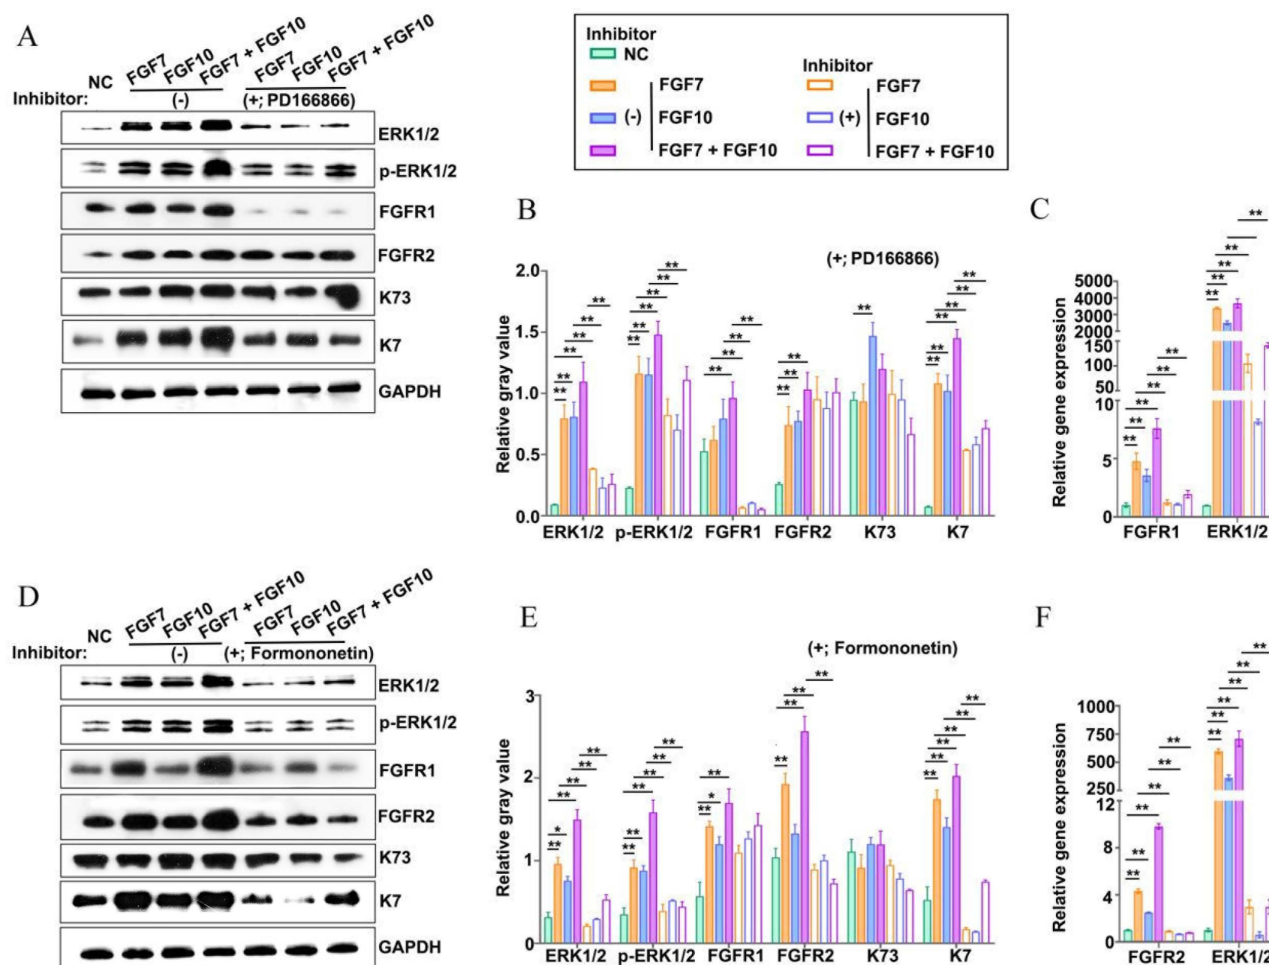 A
NC FGF7 FGF10 FGF7 + FGF10 FGF7 FGF10 FGF7 + FGF10
Inhibitor: (-) (+; PD166866)
ERK1/2
p-ERK1/2
FGFR1
FGFR2
K73
K7
GAPDH
Inhibitor
NC
Inhibitor
FGF7 FGF7
(-) FGF10 (+) FGF10
FGF7 + FGF10 FGF7 + FGF10
B
(+; PD166866)
Relative gray value
2.0
1.5
1.0
0.5
0.0
** ** ** ** ** **
** ** ** ** ** ** **
** ** ** **
** ** **
**
** ** ** ** ** **
ERK1/2 p-ERK1/2 FGFR1 FGFR2 K73 K7
C
Relative gene expression
5000
4000
3000
2000
150
100
50
10
5
0
** ** ** ** ** **
** ** ** ** ** **
FGFR1 ERK1/2
D
NC FGF7 FGF10 FGF7 + FGF10 FGF7 FGF10 FGF7 + FGF10
Inhibitor: (-) (+; Formononetin)
ERK1/2
p-ERK1/2
FGFR1
FGFR2
K73
K7
GAPDH
E
(+; Formononetin)
Relative gray value
3
2
1
0
** * ** ** ** **
** ** ** ** ** **
** * **
** ** ** **
** ** ** ** ** **
ERK1/2 p-ERK1/2 FGFR1 FGFR2 K73 K7
F
Relative gene expression
1000
750
500
250
12
8
4
0
** ** ** ** ** **
** ** ** ** ** **
FGFR2 ERK1/2